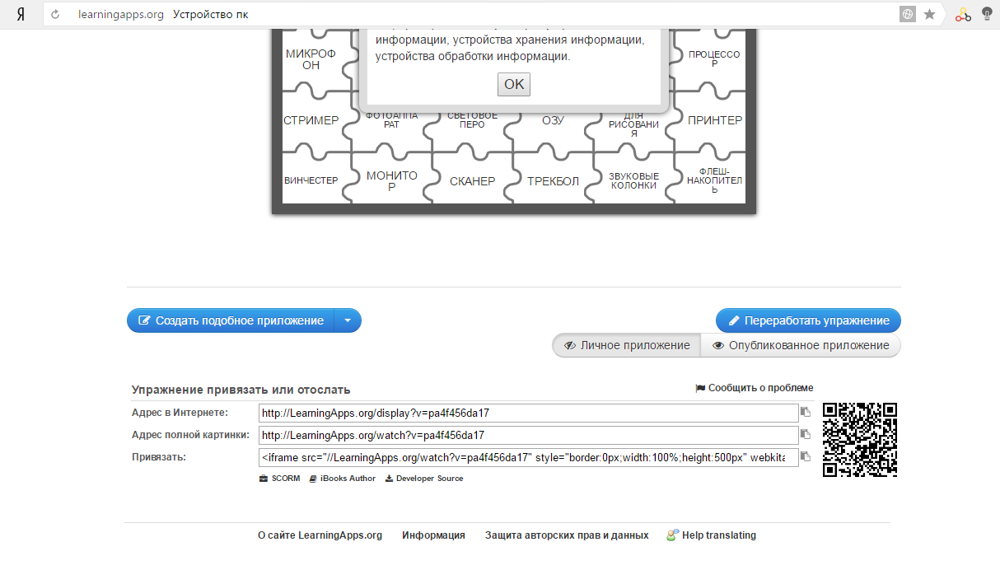 Я learningapps.org Устройство пк
информации, устройства хранения информации,
устройства обработки информации.
OK
МИКРОФ
ОН
ПРОЦЕССО
Р
СТРИМЕР
ФОТОАППА
РАТ
СВЕТОВОЕ
ПЕРО
ОЗУ
ДЛЯ
РИСОВАНИ
Я
ПРИНТЕР
ВИНЧЕСТЕР
МОНИТО
Р
СКАНЕР
ТРЕКБОЛ
ЗВУКОВЫЕ
КОЛОНКИ
ФЛЕШ-
НАКОПИТЕЛ
Ь
Создать подобное приложение
Переработать упражнение
Личное приложение
Опубликованное приложение
Упражнение привязать или отослать
Сообщить о проблеме
Адрес в Интернете: http://LearningApps.org/display?v=pa4f456da17
Адрес полной картинки: http://LearningApps.org/watch?v=pa4f456da17
Привязать: <iframe src="//LearningApps.org/watch?v=pa4f456da17" style="border:0px;width:100%;height:500px" webkita
SCORM iBooks Author Developer Source
О сайте LearningApps.org Информация Защита авторских прав и данных Help translating